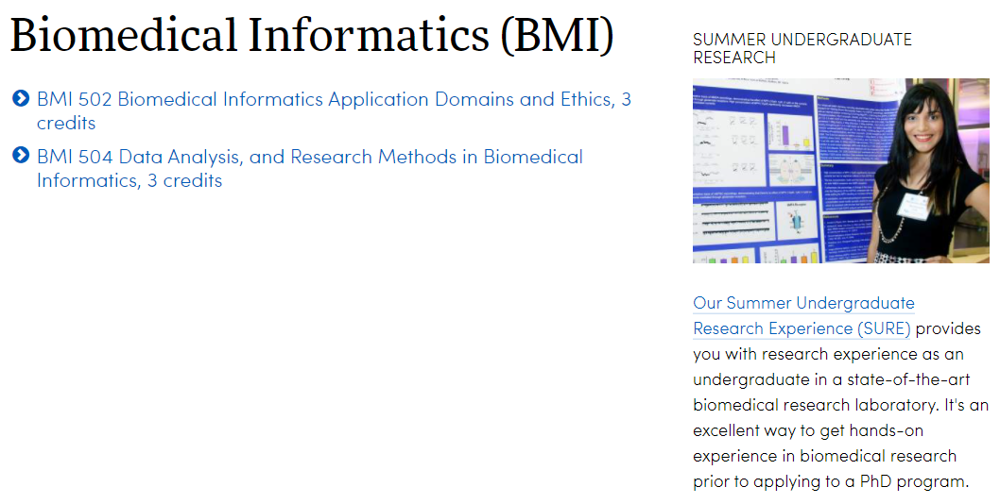 Biomedical Informatics (BMI)
BMI 502 Biomedical Informatics Application Domains and Ethics, 3
credits
BMI 504 Data Analysis, and Research Methods in Biomedical
Informatics, 3 credits
SUMMER UNDERGRADUATE
RESEARCH
Our Summer Undergraduate
Research Experience (SURE) provides
you with research experience as an
undergraduate in a state-of-the-art
biomedical research laboratory. It's an
excellent way to get hands-on
experience in biomedical research
prior to applying to a PhD program.